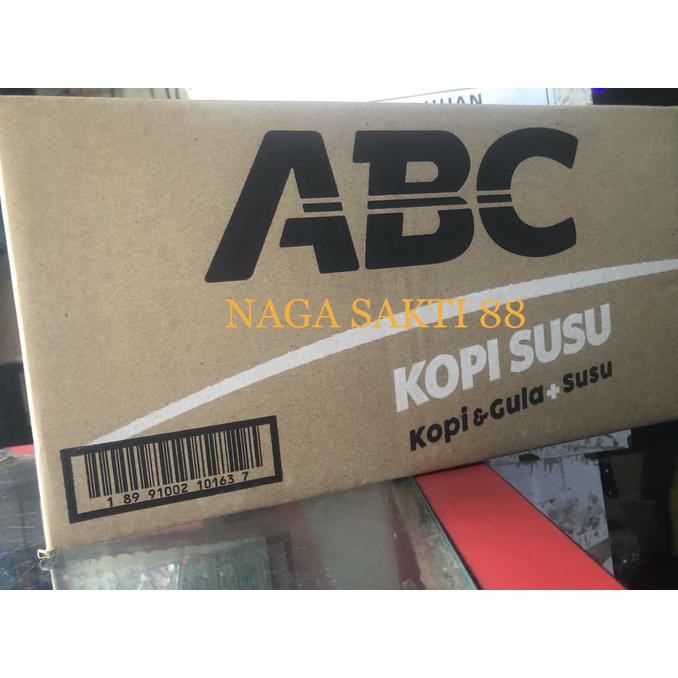 ABC
NAGA SAKTI 88
KOPI SUSU
Kopi & Gula + Susu
1 89 91002 10163 7